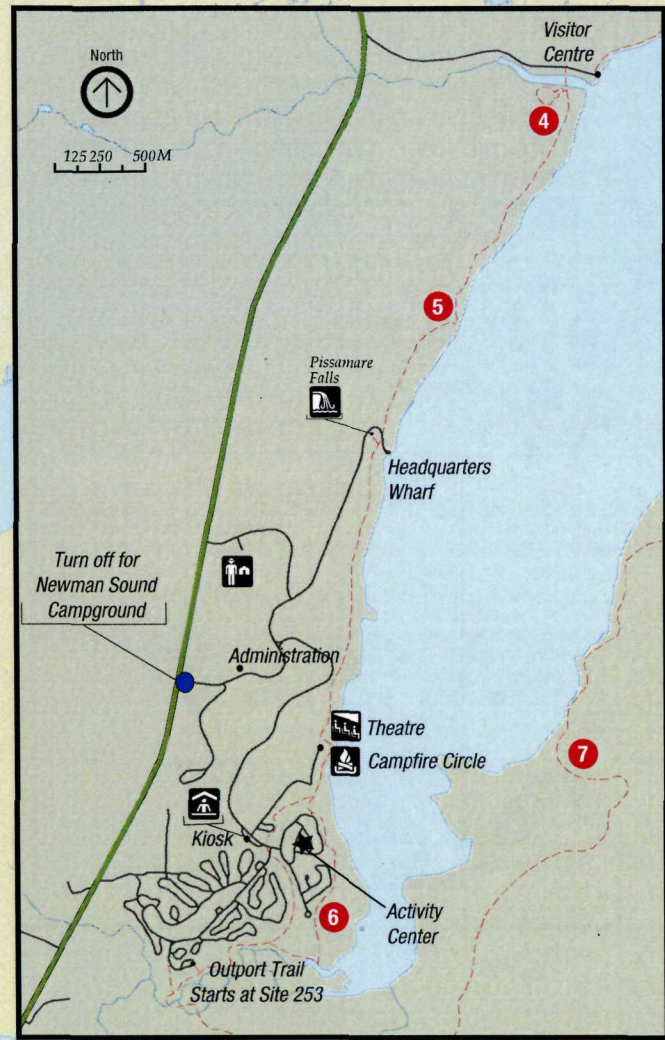 Visitor
Centre
North
125 250 500M
4
5
Pissamare
Falls
Headquarters
Wharf
Turn off for
Newman Sound
Campground
Administration
Theatre
Campfire Circle
7
Kiosk
6
Activity
Center
Outport Trail
Starts at Site 253